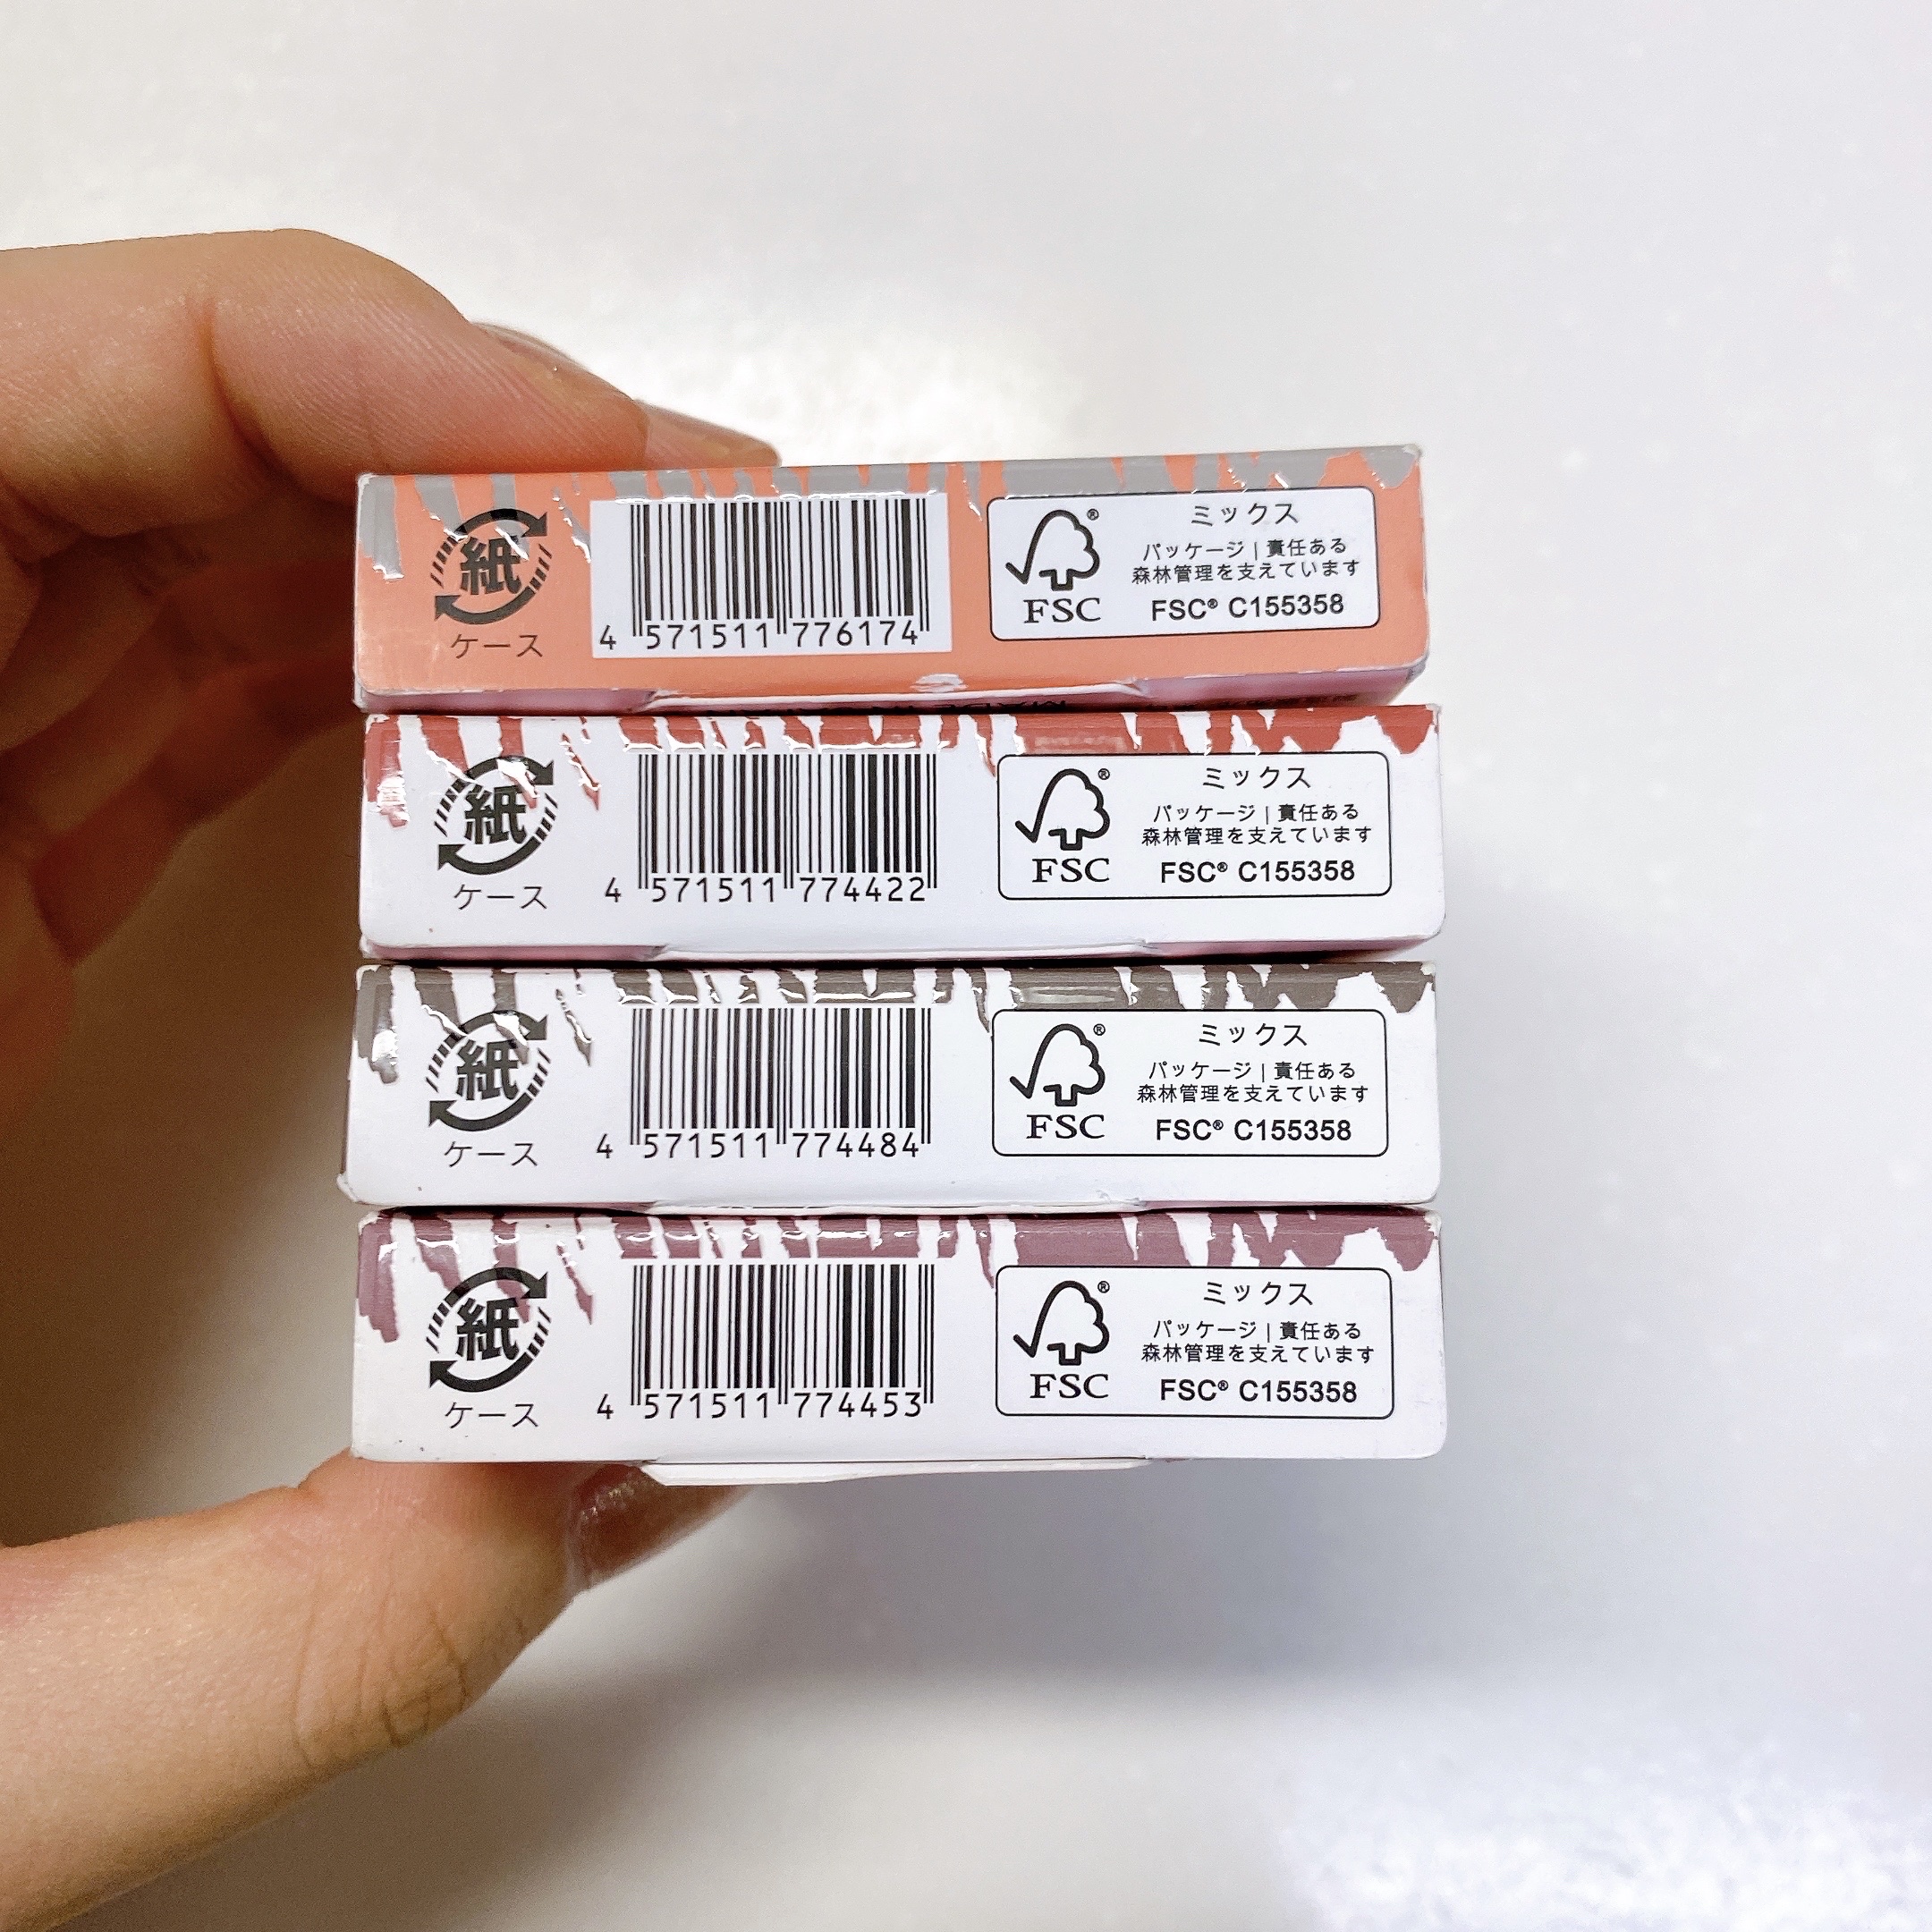 紙
ケース
4 571511 776174
FSC®
ミックス
パッケージ | 責任ある
森林管理を支えています
FSC® C155358
紙
ケース
4 571511 774422
FSC®
ミックス
パッケージ | 責任ある
森林管理を支えています
FSC® C155358
紙
ケース
4 571511 774484
FSC®
ミックス
パッケージ | 責任ある
森林管理を支えています
FSC® C155358
紙
ケース
4 571511 774453
FSC®
ミックス
パッケージ | 責任ある
森林管理を支えています
FSC® C155358